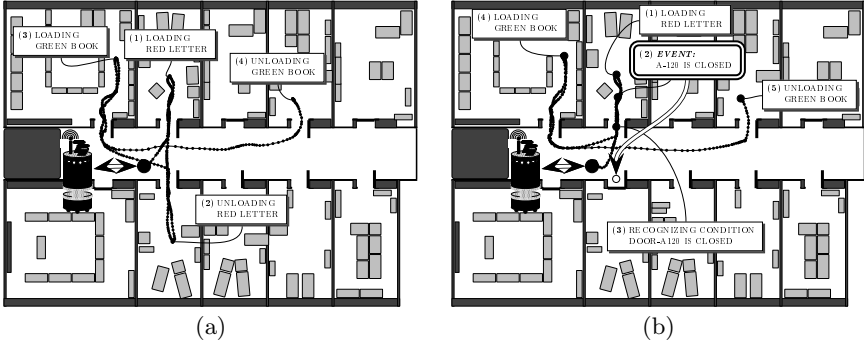 (3) LOADING
GREEN BOOK
(1) LOADING
RED LETTER
(4) UNLOADING
GREEN BOOK
(2) UNLOADING
RED LETTER
(a)
(4) LOADING
GREEN BOOK
(1) LOADING
RED LETTER
(2) EVENT:
A-120 IS CLOSED
(5) UNLOADING
GREEN BOOK
(3) RECOGNIZING CONDITION
DOOR-A120 IS CLOSED
(b)